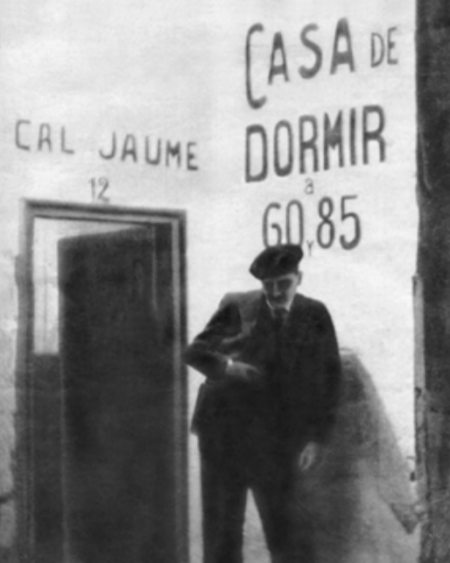 CAL JAUME
12
CASA DE
DORMIR
a
60 y 85